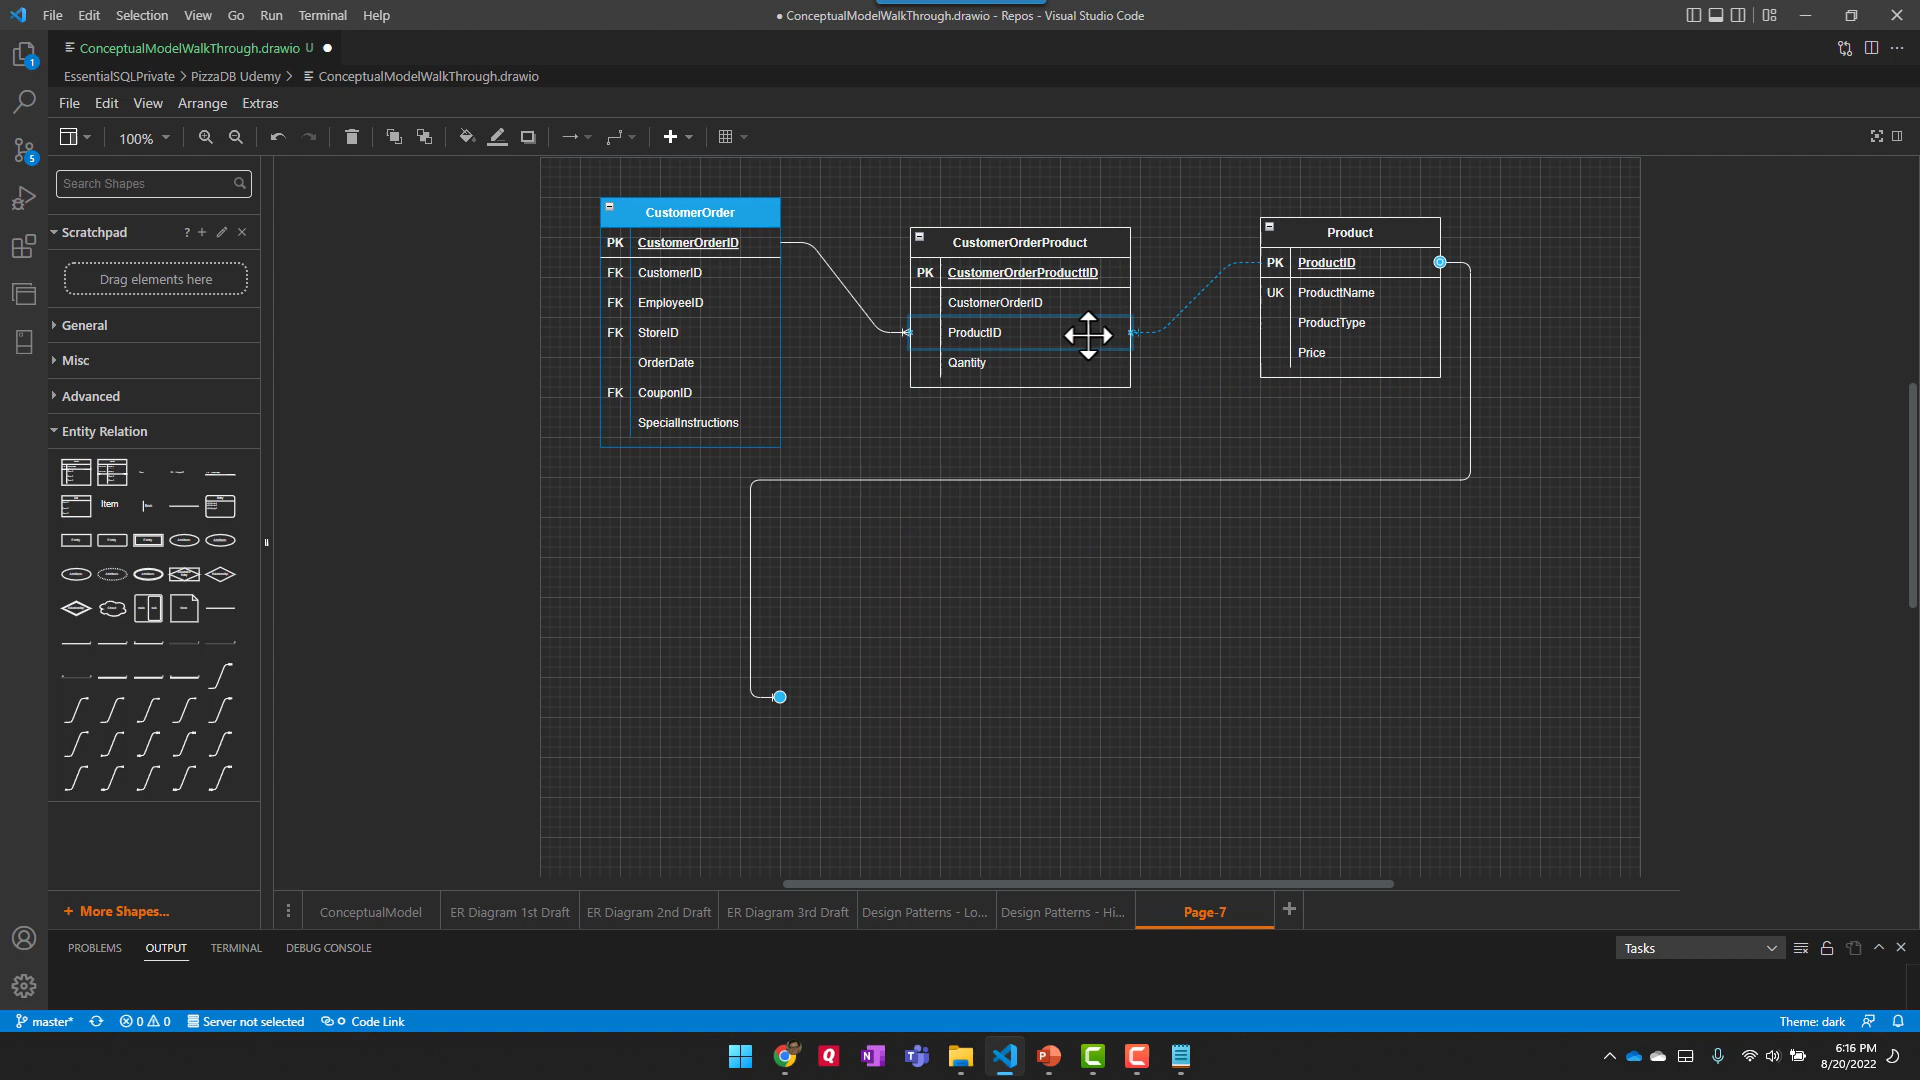 File Edit Selection View Go Run Terminal Help
● ConceptualModelWalkThrough.drawio - Repos - Visual Studio Code
ConceptualModelWalkThrough.drawio U
EssentialSQLPrivate > PizzaDB Udemy > ConceptualModelWalkThrough.drawio
File Edit View Arrange Extras
100%
1
5
Search Shapes
Scratchpad
?
Drag elements here
General
Misc
Advanced
Entity Relation
Item
More Shapes...
CustomerOrder
PK CustomerOrderID
FK CustomerID
FK EmployeeID
FK StoreID
OrderDate
FK CouponID
SpecialInstructions
CustomerOrderProduct
PK CustomerOrderProducttID
CustomerOrderID
ProductID
Qantity
Product
PK ProductID
UK ProducttName
ProductType
Price
ConceptualModel
ER Diagram 1st Draft
ER Diagram 2nd Draft
ER Diagram 3rd Draft
Design Patterns - Lo...
Design Patterns - Hi...
Page-7
PROBLEMS OUTPUT TERMINAL DEBUG CONSOLE
Tasks
master* 0 0 Server not selected Code Link
Theme: dark
6:16 PM
8/20/2022